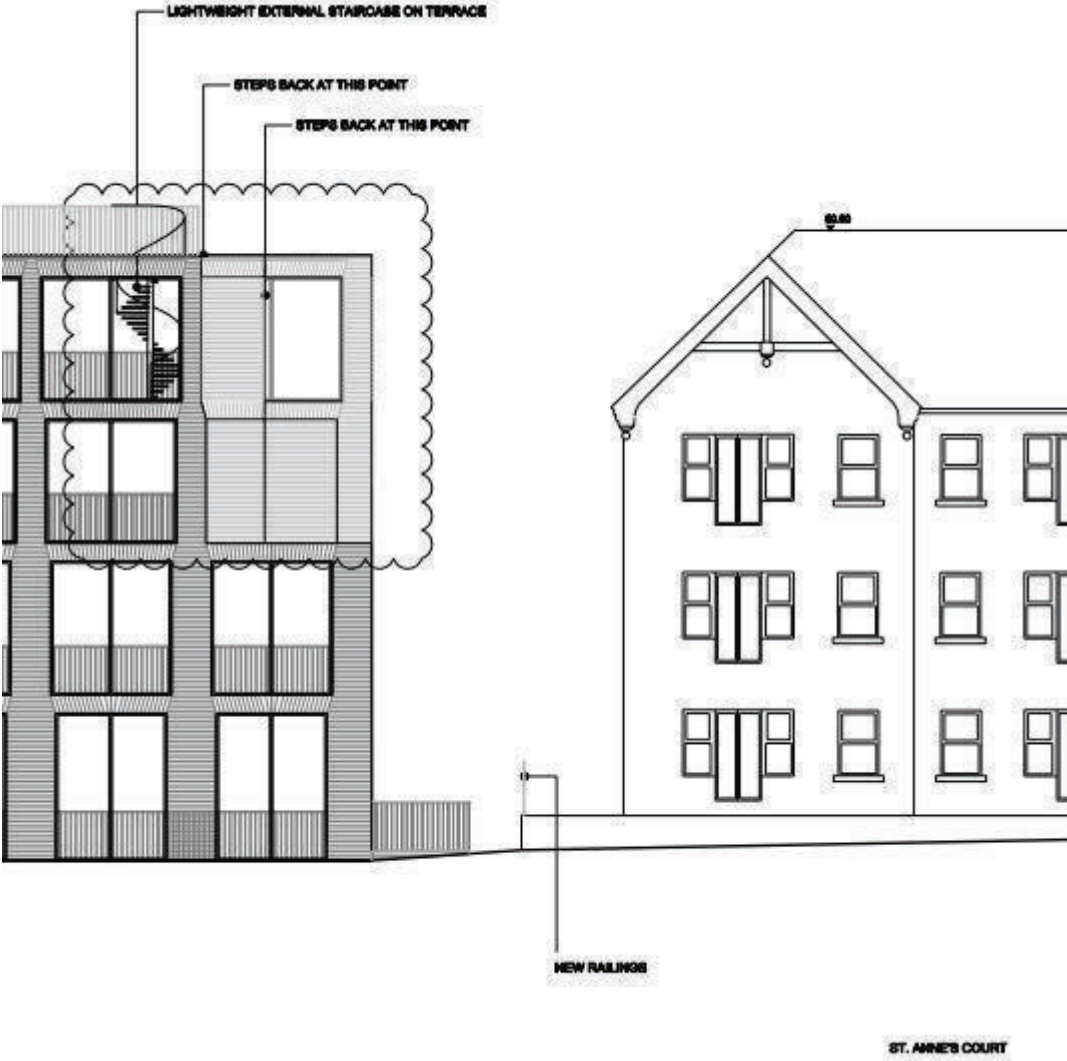 LIGHTWEIGHT EXTERNAL STAIRCASE ON TERRACE
STEPS BACK AT THIS POINT
STEPS BACK AT THIS POINT
NEW RAILINGS
ST. ANNE'S COURT